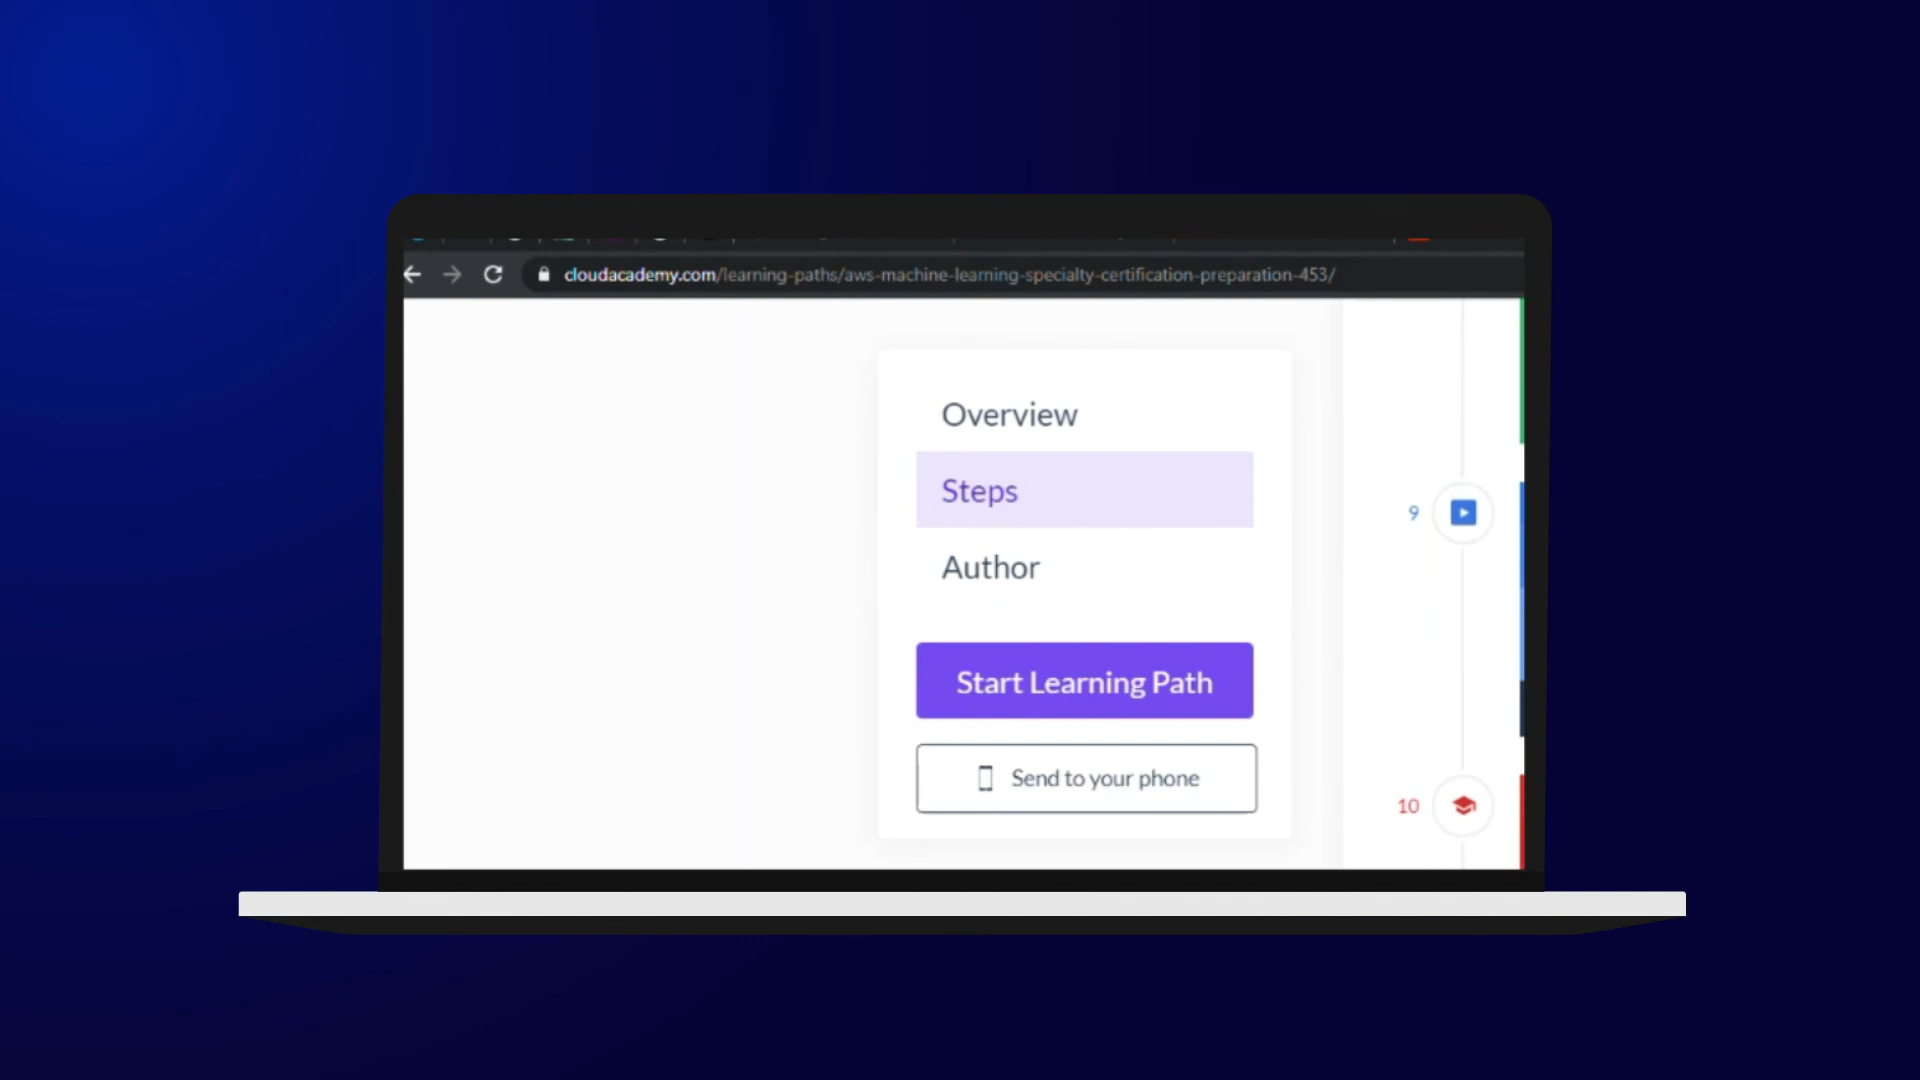 cloudacademy.com/learning-paths/aws-machine-learning-specialty-certification-preparation-453/
Overview
Steps
Author
Start Learning Path
Send to your phone
9
10